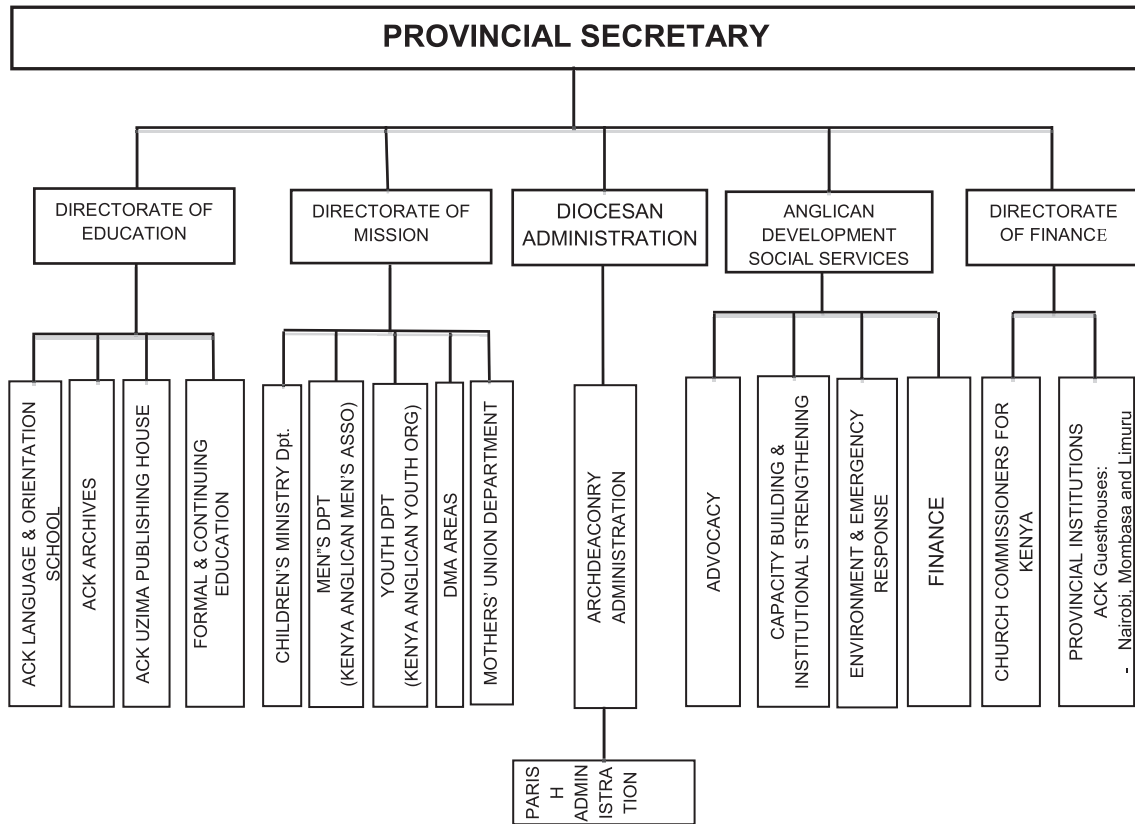 PROVINCIAL SECRETARY
DIRECTORATE OF
EDUCATION
DIRECTORATE OF
MISSION
DIOCESAN
ADMINISTRATION
ANGLICAN
DEVELOPMENT
SOCIAL SERVICES
DIRECTORATE
OF FINANCE
ACK LANGUAGE & ORIENTATION
SCHOOL
ACK ARCHIVES
ACK UZIMA PUBLISHING HOUSE
FORMAL & CONTINUING
EDUCATION
CHILDREN'S MINISTRY Dpt.
MEN"S DPT
(KENYA ANGLICAN MEN'S ASSO)
YOUTH DPT
(KENYA ANGLICAN YOUTH ORG)
DMA AREAS
MOTHERS' UNION DEPARTMENT
ARCHDEACONRY
ADMINISTRATION
ADVOCACY
CAPACITY BUILDING &
INSTITUTIONAL STRENGTHENING
ENVIRONMENT & EMERGENCY
RESPONSE
FINANCE
CHURCH COMMISSIONERS FOR
KENYA
PROVINCIAL INSTITUTIONS
ACK Guesthouses:
- Nairobi, Mombasa and Limuru
PARIS
H
ADMIN
ISTRA
TION